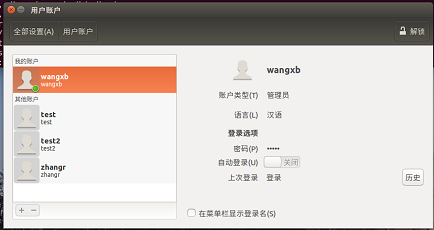 用户账户
全部设置(A) 用户账户 解锁
我的账户
wangxb
wangxb
其他账户
test
test
test2
test2
zhangr
zhangr
wangxb
账户类型(T) 管理员
语言(L) 汉语
登录选项
密码(P) •••••
自动登录(U) 关闭
上次登录 登录 历史
在菜单栏显示登录名(S)